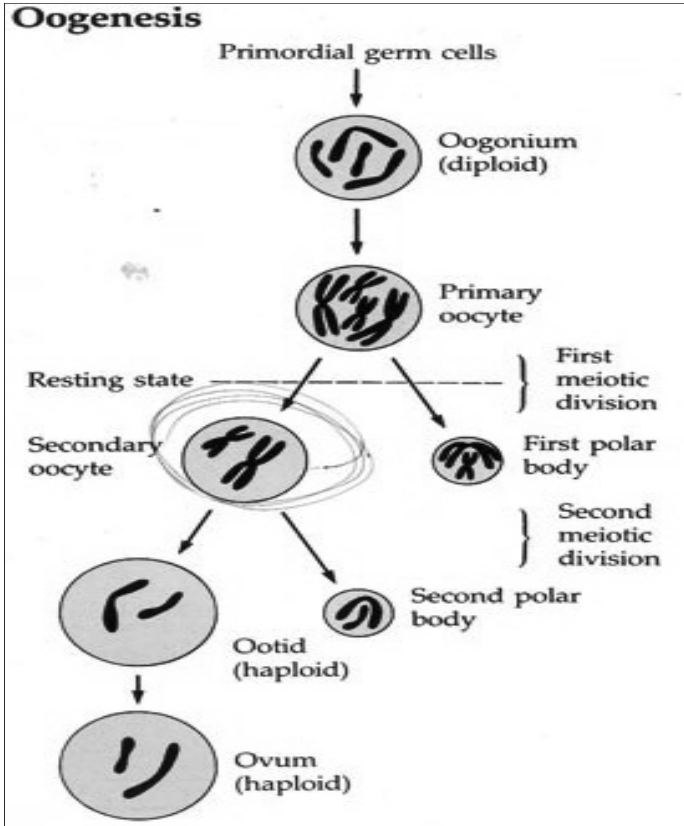 Oogenesis
Primordial germ cells
Oogonium
(diploid)
Primary
oocyte
First
meiotic
division
Resting state
Secondary
oocyte
First polar
body
Second
meiotic
division
Second polar
body
Ootid
(haploid)
Ovum
(haploid)